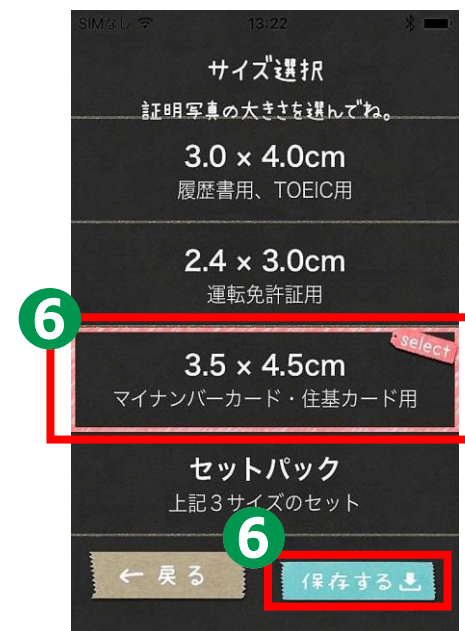 SIMなし 13:22
サイズ選択
証明写真の大きさを選んでね。
3.0 × 4.0cm
履歴書用、TOEIC用
2.4 × 3.0cm
運転免許証用
6
select
3.5 × 4.5cm
マイナンバーカード・住基カード用
セットパック
上記3サイズのセット
6
← 戻る
保存する